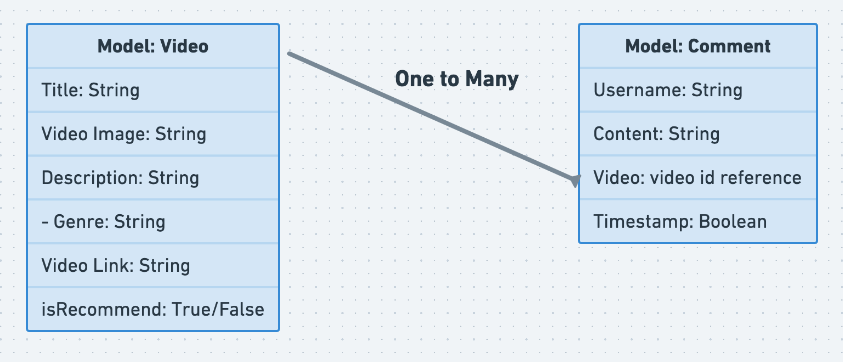 Model: Video
Title: String
Video Image: String
Description: String
- Genre: String
Video Link: String
isRecommend: True/False
One to Many
Model: Comment
Username: String
Content: String
Video: video id reference
Timestamp: Boolean